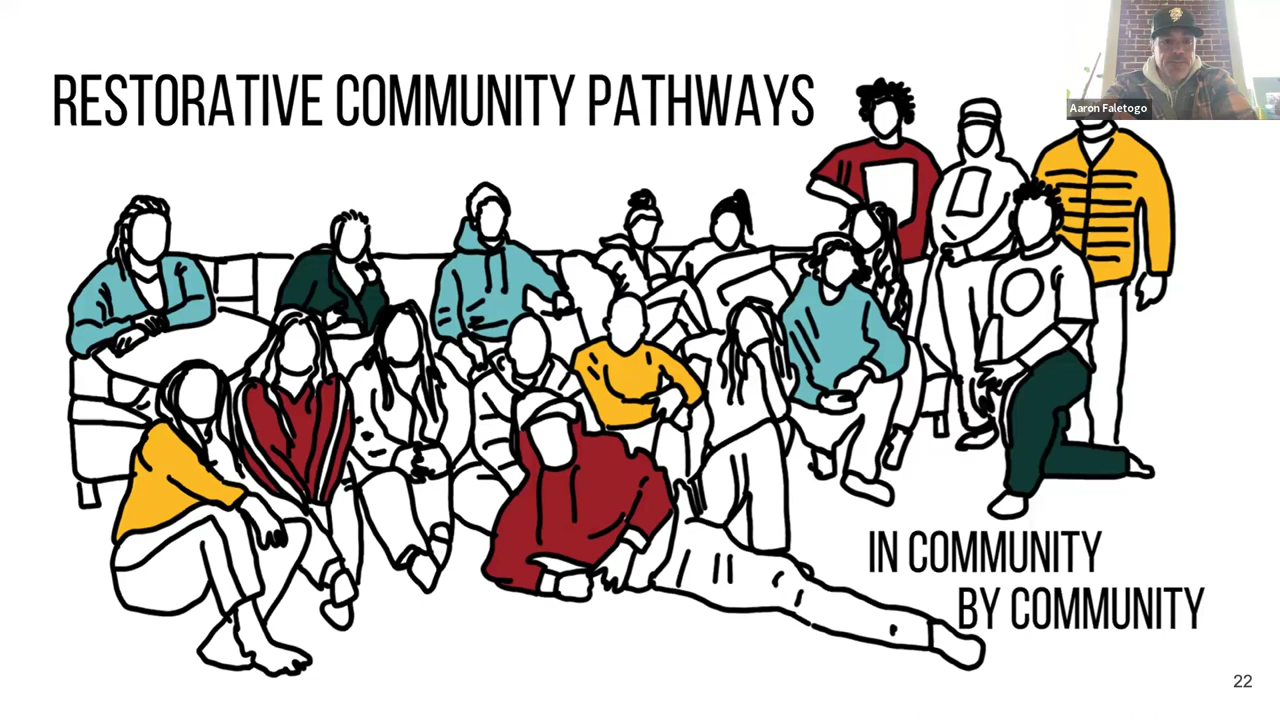 Aaron Faletogo
RESTORATIVE COMMUNITY PATHWAYS
IN COMMUNITY
BY COMMUNITY
22